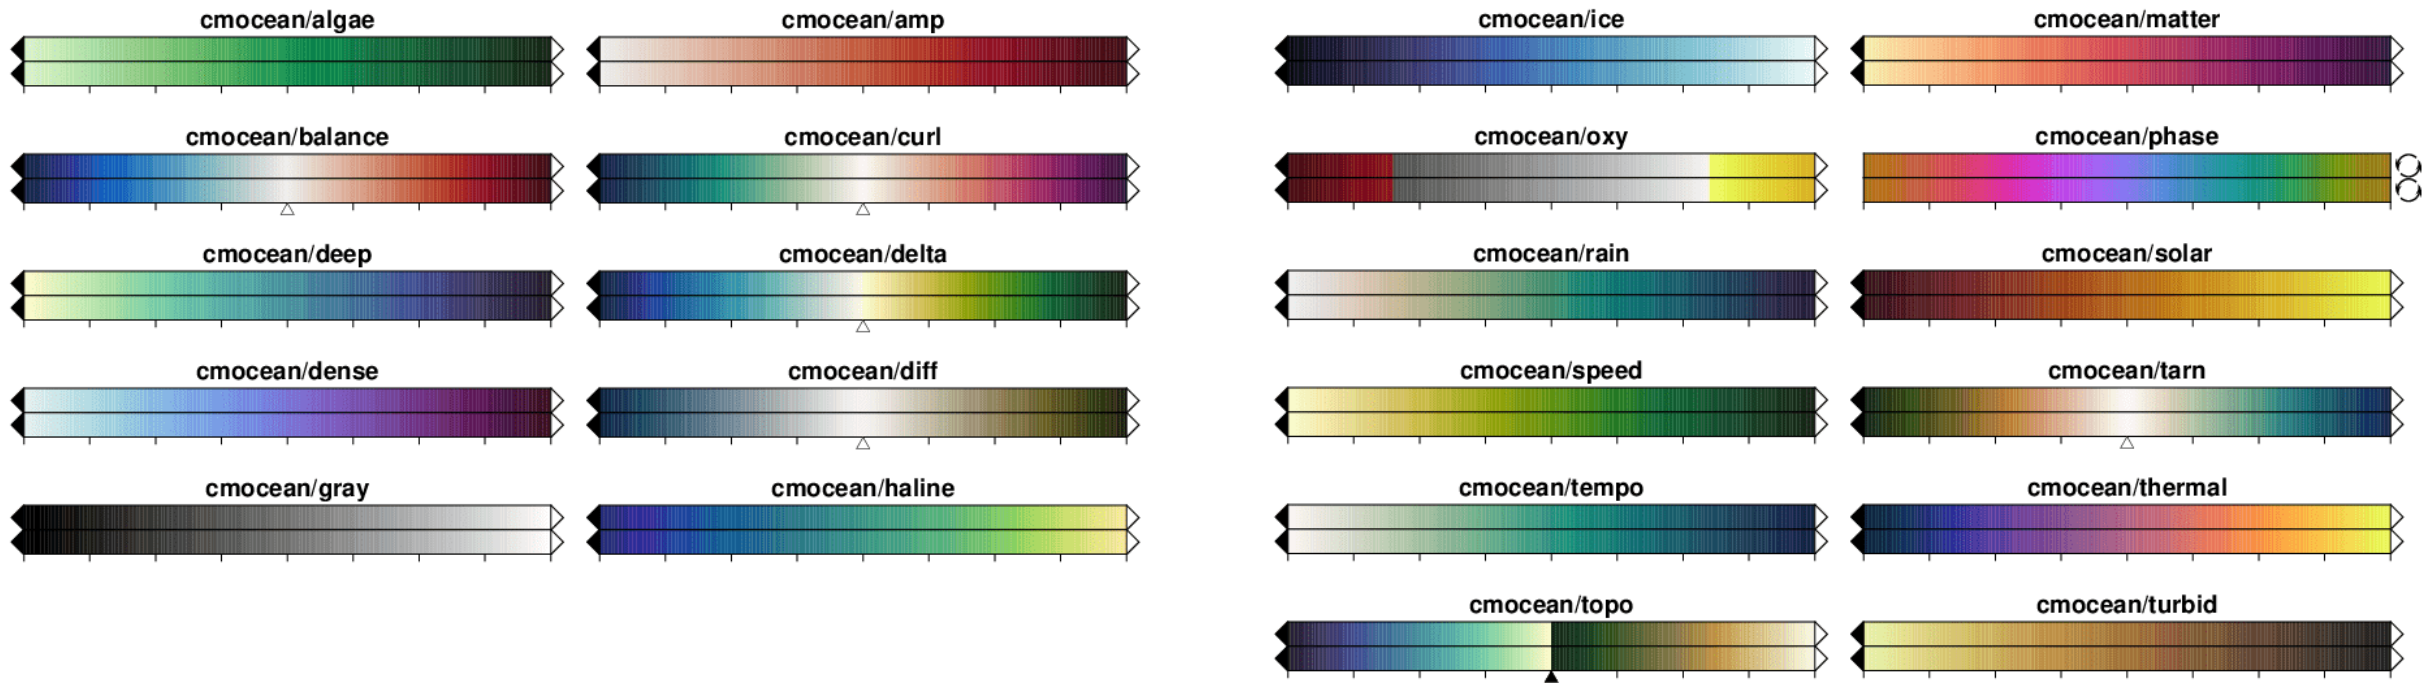 cmocean/algae
cmocean/amp
cmocean/ice
cmocean/matter
cmocean/balance
cmocean/curl
cmocean/oxy
cmocean/phase
cmocean/deep
cmocean/delta
cmocean/rain
cmocean/solar
cmocean/dense
cmocean/diff
cmocean/speed
cmocean/tarn
cmocean/gray
cmocean/haline
cmocean/tempo
cmocean/thermal
cmocean/topo
cmocean/turbid